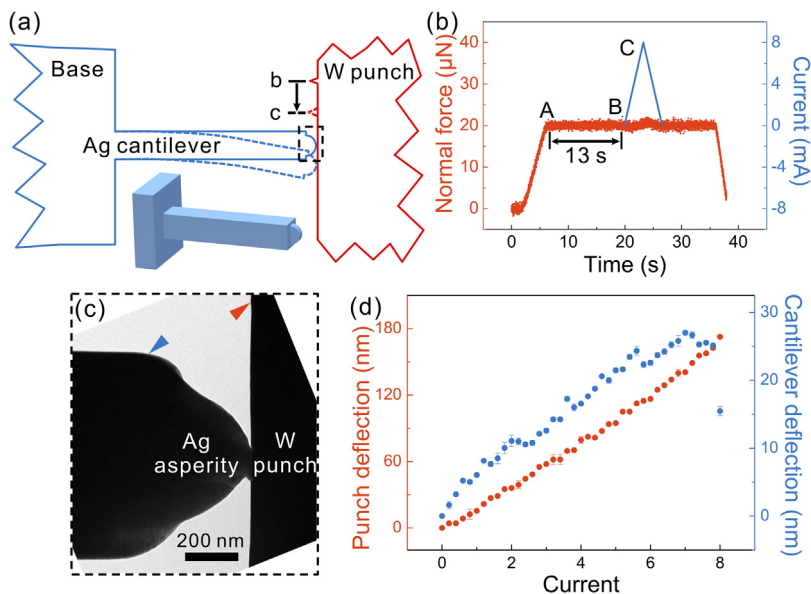 (a)
Base
W punch
b
c
Ag cantilever
(b)
Normal force (μN)
40
30
20
10
0
A
B
C
13 s
0
20
40
Time (s)
8
4
0
-4
-8
Current (mA)
(c)
Ag
asperity
W
punch
200 nm
(d)
Punch deflection (nm)
180
120
60
0
0
2
4
6
8
Current
30
20
10
0
Cantilever deflection (nm)